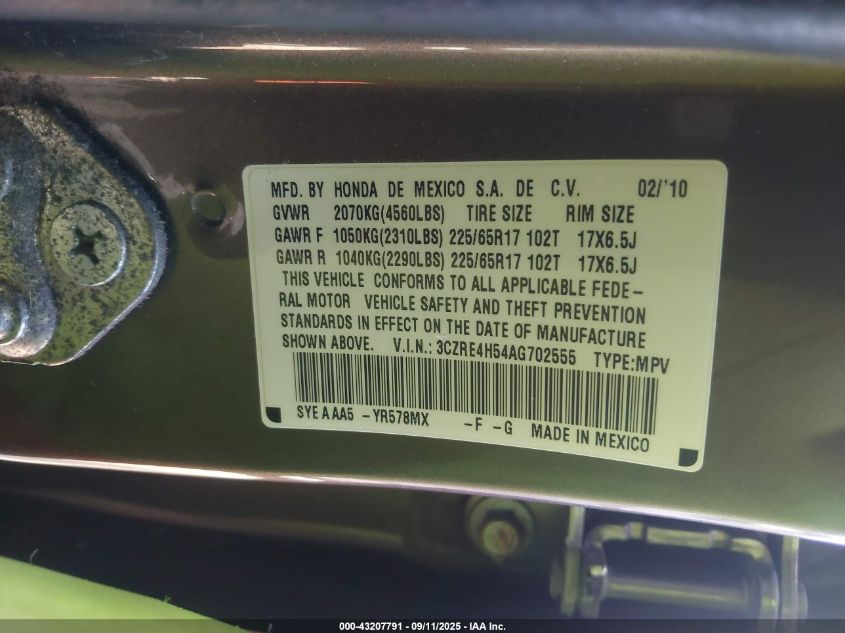 MFD. BY HONDA DE MEXICO S.A. DE C.V. 02/'10
GVWR 2070KG(4560LBS) TIRE SIZE RIM SIZE
GAWR F 1050KG(2310LBS) 225/65R17 102T 17X6.5J
GAWR R 1040KG(2290LBS) 225/65R17 102T 17X6.5J
THIS VEHICLE CONFORMS TO ALL APPLICABLE FEDE-
RAL MOTOR VEHICLE SAFETY AND THEFT PREVENTION
STANDARDS IN EFFECT ON THE DATE OF MANUFACTURE
SHOWN ABOVE. V.I.N.: 3CZRE4H54AG702555 TYPE:MPV
SYE A AA5 -YR578MX -F -G MADE IN MEXICO
000-43207791 - 09/11/2025 - IAA Inc.